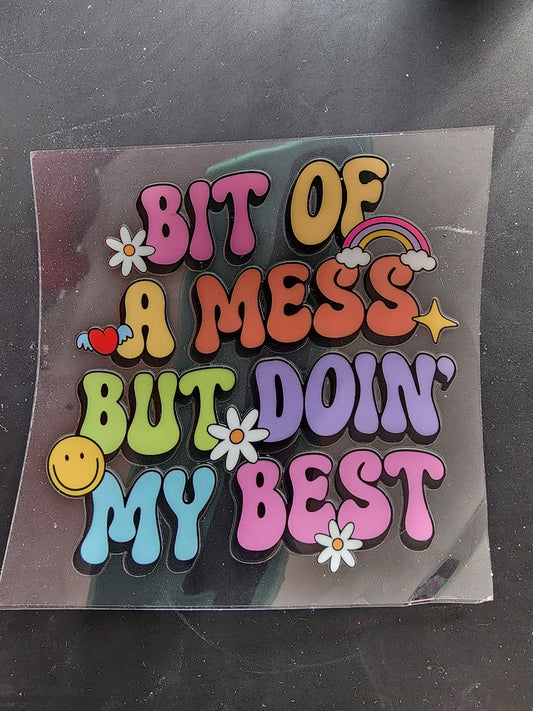 BIT OF
A MESS
BUT DOIN'
MY BEST